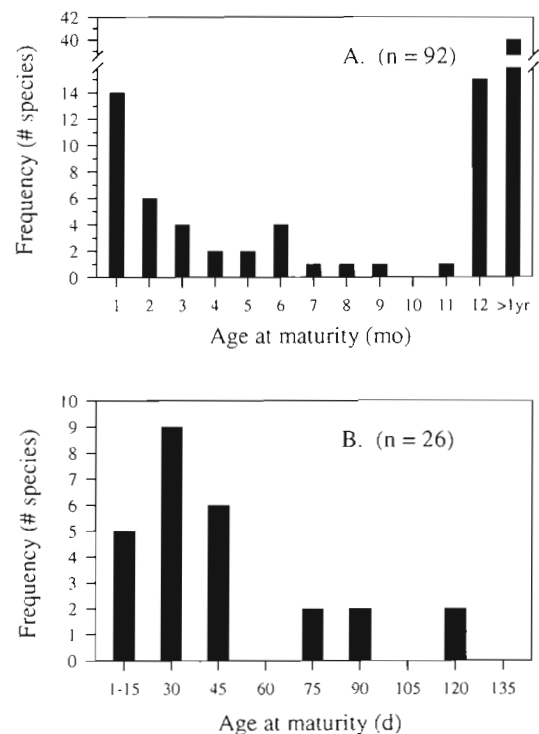 Frequency (# species)
42
40
14
12
10
8
6
4
2
0
A. (n = 92)
1 2 3 4 5 6 7 8 9 10 11 12 >1yr
Age at maturity (mo)
Frequency (# species)
10
9
8
7
6
5
4
3
2
1
0
B. (n = 26)
1-15 30 45 60 75 90 105 120 135
Age at maturity (d)